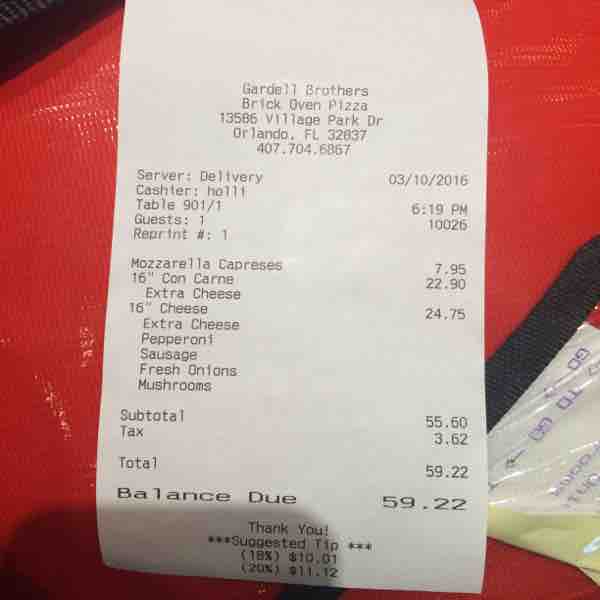 Gardell Brothers
Brick Oven Pizza
13586 Village Park Dr
Orlando, FL 32837
407.704.6867
Server: Delivery 03/10/2016
Cashier: holli
Table 901/1 6:19 PM
Guests: 1 10026
Reprint #: 1
Mozzarella Capreses 7.95
16" Con Carne 22.90
Extra Cheese
16" Cheese 24.75
Extra Cheese
Pepperoni
Sausage
Fresh Onions
Mushrooms
Subtotal 55.60
Tax 3.62
Total 59.22
Balance Due 59.22
Thank You!
***Suggested Tip ***
(18%) $10.01
(20%) $11.12
GO > TO GO